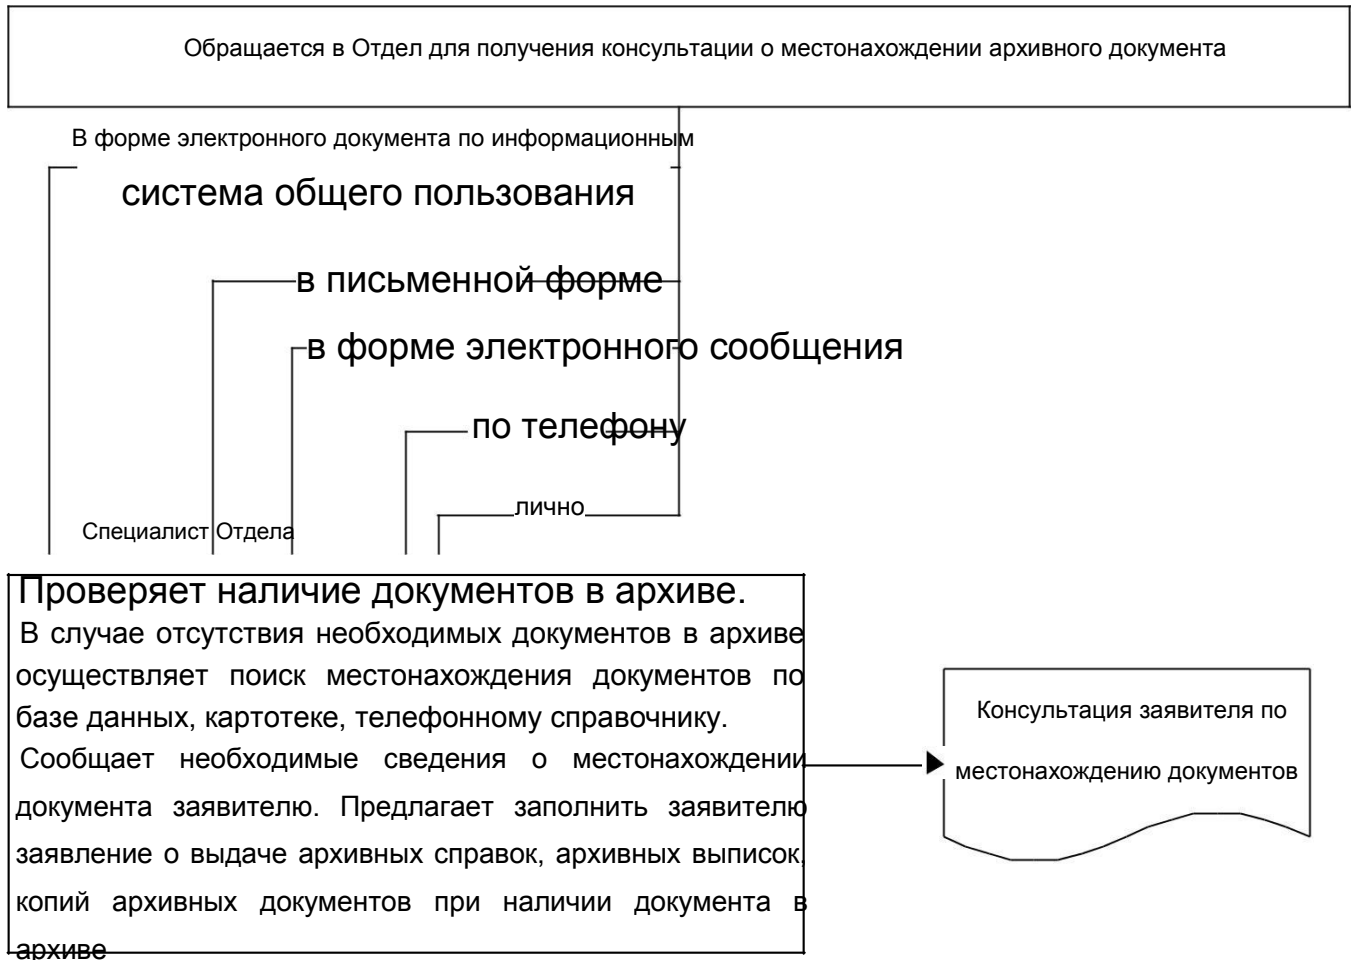 Обращается в Отдел для получения консультации о местонахождении архивного документа
В форме электронного документа по информационным
система общего пользования
в письменной форме
в форме электронного сообщения
по телефону
лично
Специалист Отдела
Проверяет наличие документов в архиве.
В случае отсутствия необходимых документов в архиве
осуществляет поиск местонахождения документов по
базе данных, картотеке, телефонному справочнику.
Сообщает необходимые сведения о местонахождении
документа заявителю. Предлагает заполнить заявителю
заявление о выдаче архивных справок, архивных выписок,
копий архивных документов при наличии документа в
архиве
Консультация заявителя по
местонахождению документов